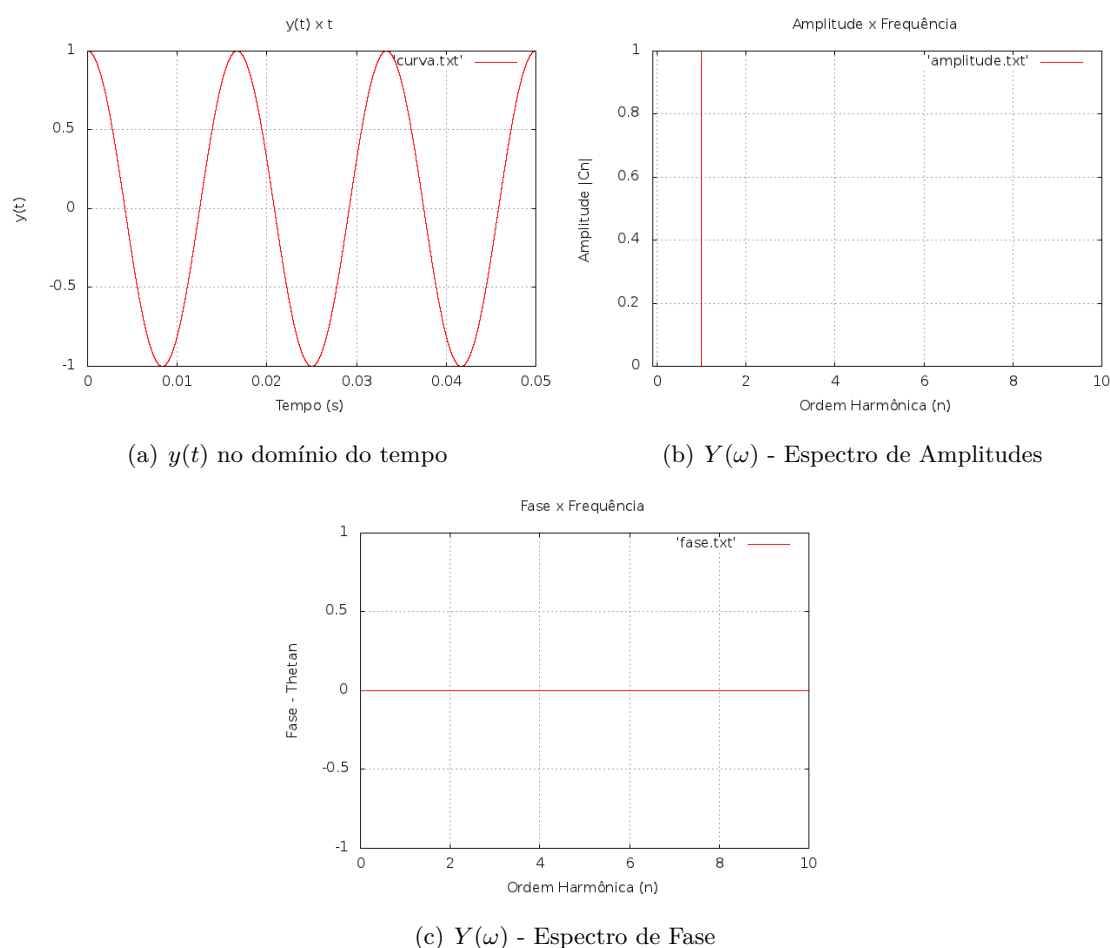 y(t) x t
1
0.5
0
-0.5
-1
y(t)
'curva.txt'
0 0.01 0.02 0.03 0.04 0.05
Tempo (s)
(a) y(t) no domínio do tempo
Amplitude x Frequência
1
0.8
0.6
0.4
0.2
0
Amplitude |Cn|
'amplitude.txt'
0 2 4 6 8 10
Ordem Harmônica (n)
(b) Y(ω) - Espectro de Amplitudes
Fase x Frequência
1
0.5
0
-0.5
-1
Fase - Thetan
'fase.txt'
0 2 4 6 8 10
Ordem Harmônica (n)
(c) Y(ω) - Espectro de Fase